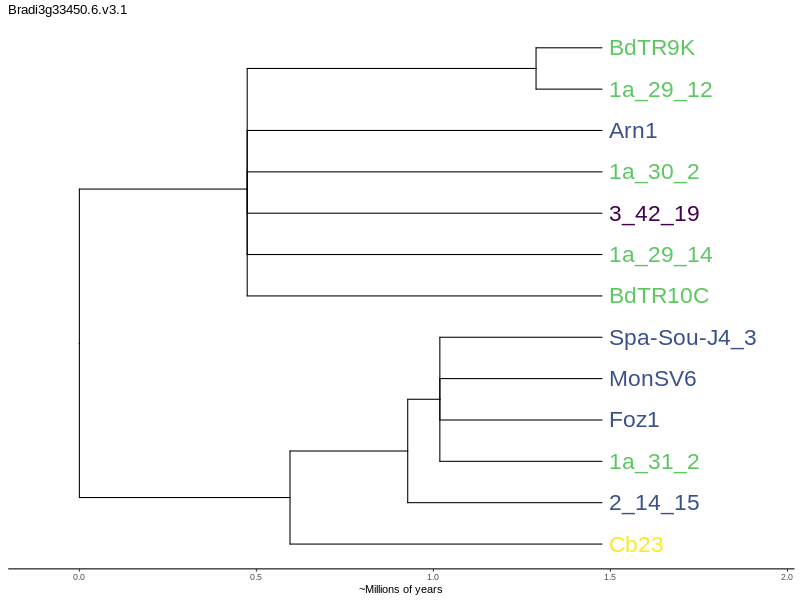 Bradi3g33450.6.v3.1
BdTR9K
1a_29_12
Arn1
1a_30_2
3_42_19
1a_29_14
BdTR10C
Spa-Sou-J4_3
MonSV6
Foz1
1a_31_2
2_14_15
Cb23
0.0 0.5 1.0 1.5 2.0
~Millions of years